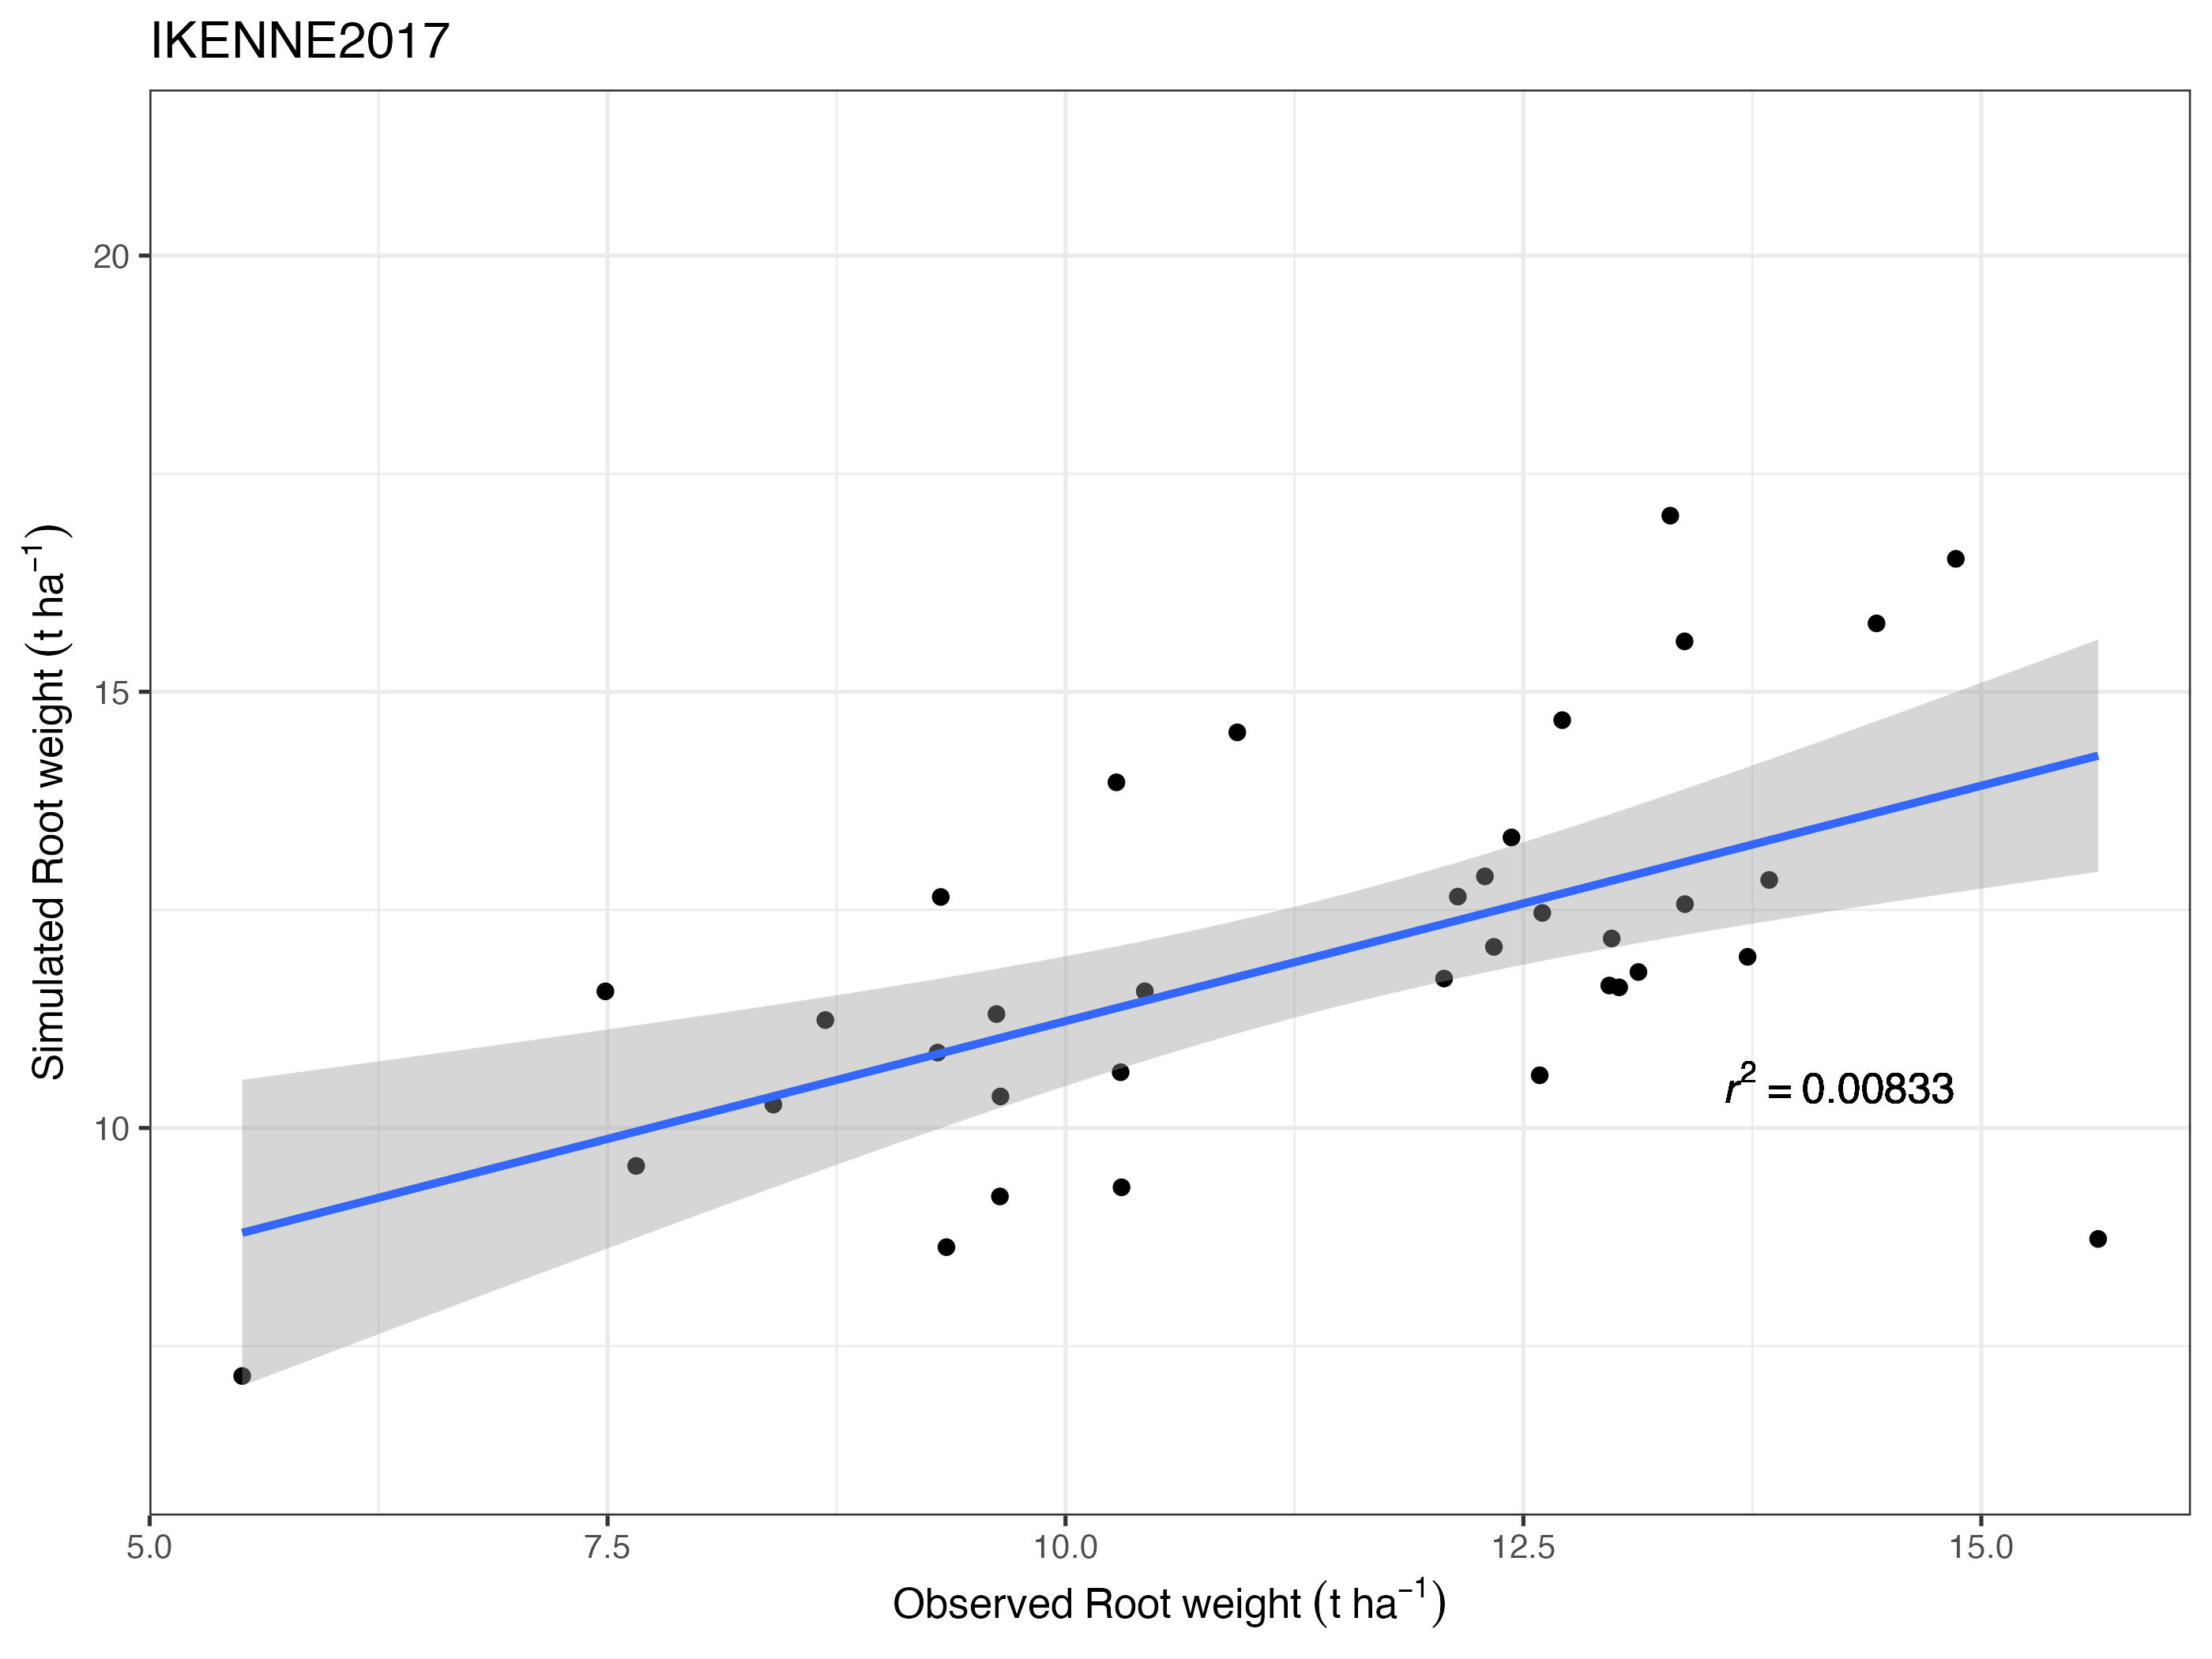 IKENNE2017
20
15
10
Simulated Root weight (t ha⁻¹)
r² = 0.00833
5.0 7.5 10.0 12.5 15.0
Observed Root weight (t ha⁻¹)